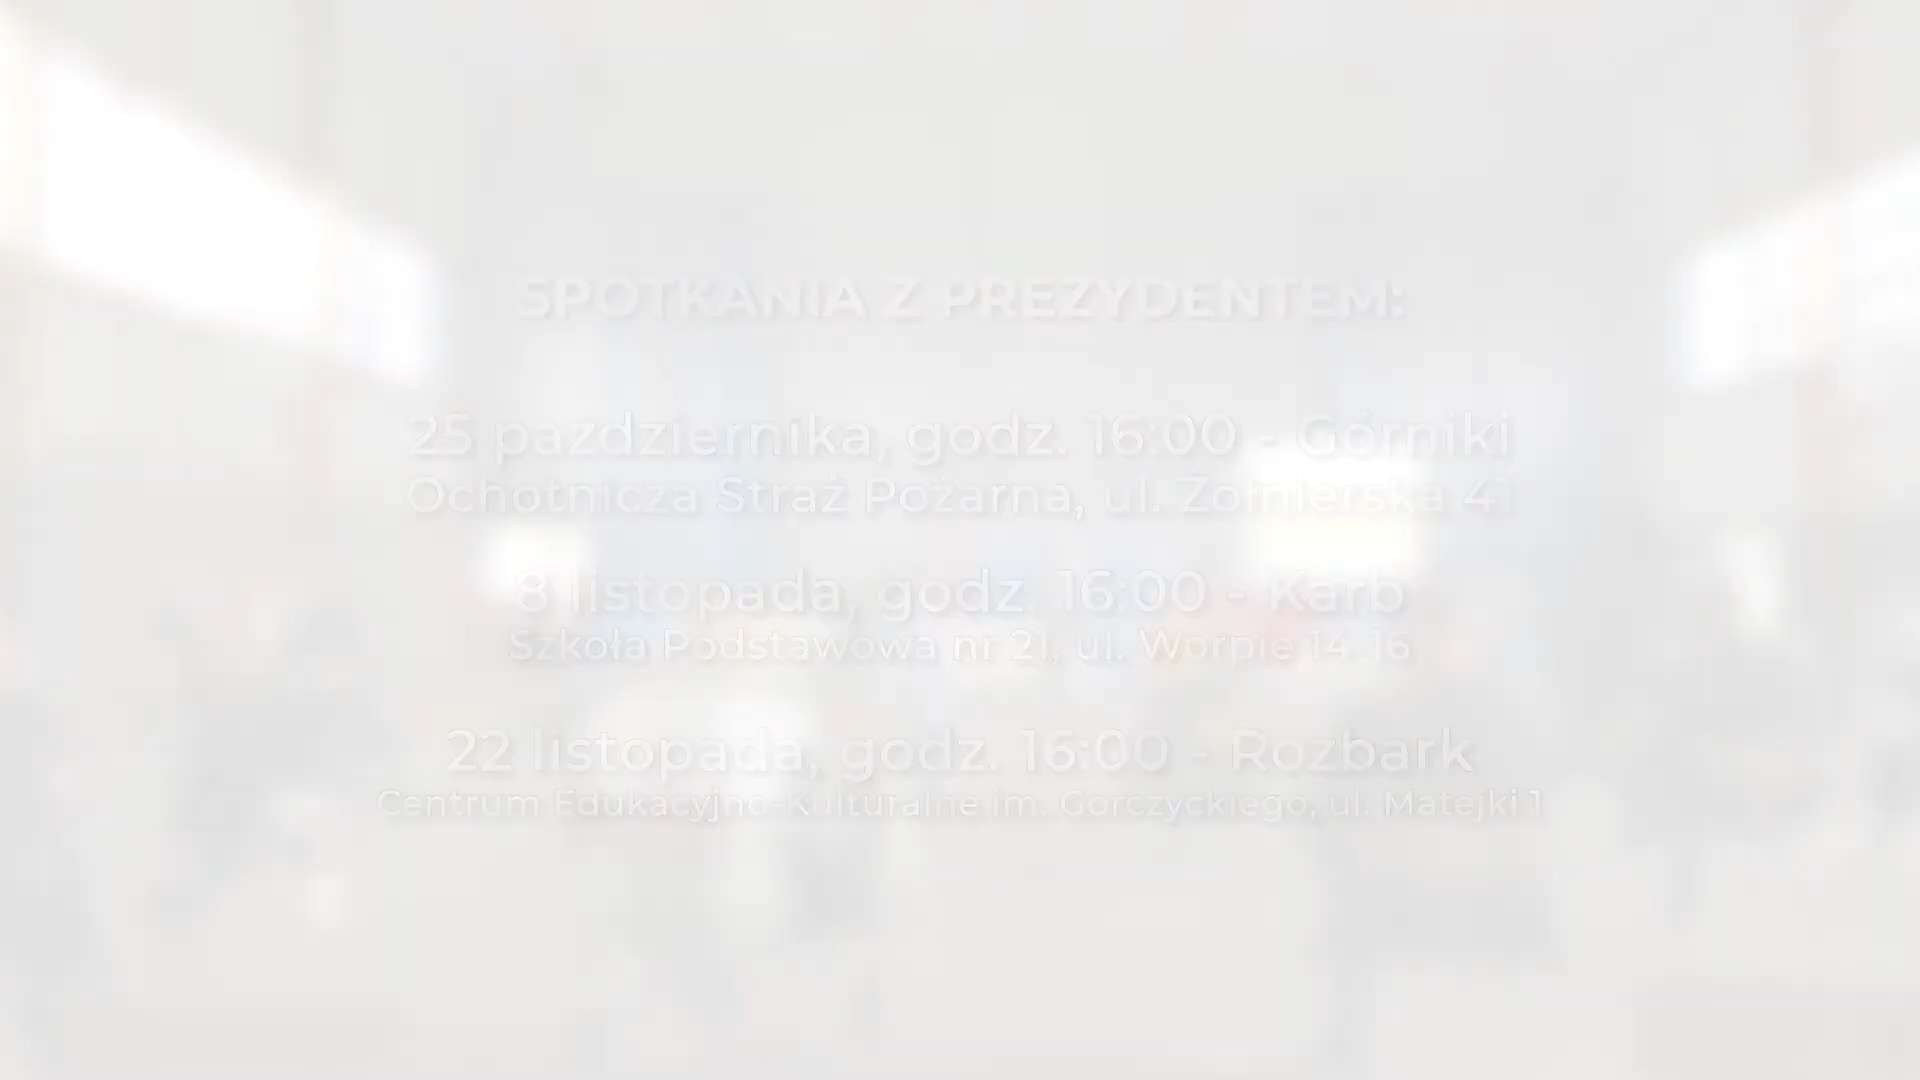 SPOTKANIA Z PREZYDENTEM:
25 października, godz. 16:00 - Górniki
Ochotnicza Straż Pożarna, ul. Żołnierska 41
8 listopada, godz. 16:00 - Karb
Szkoła Podstawowa nr 21, ul. Worpie 14-16
22 listopada, godz. 16:00 - Rozbark
Centrum Edukacyjno-Kulturalne im. Gorczyckiego, ul. Matejki 1